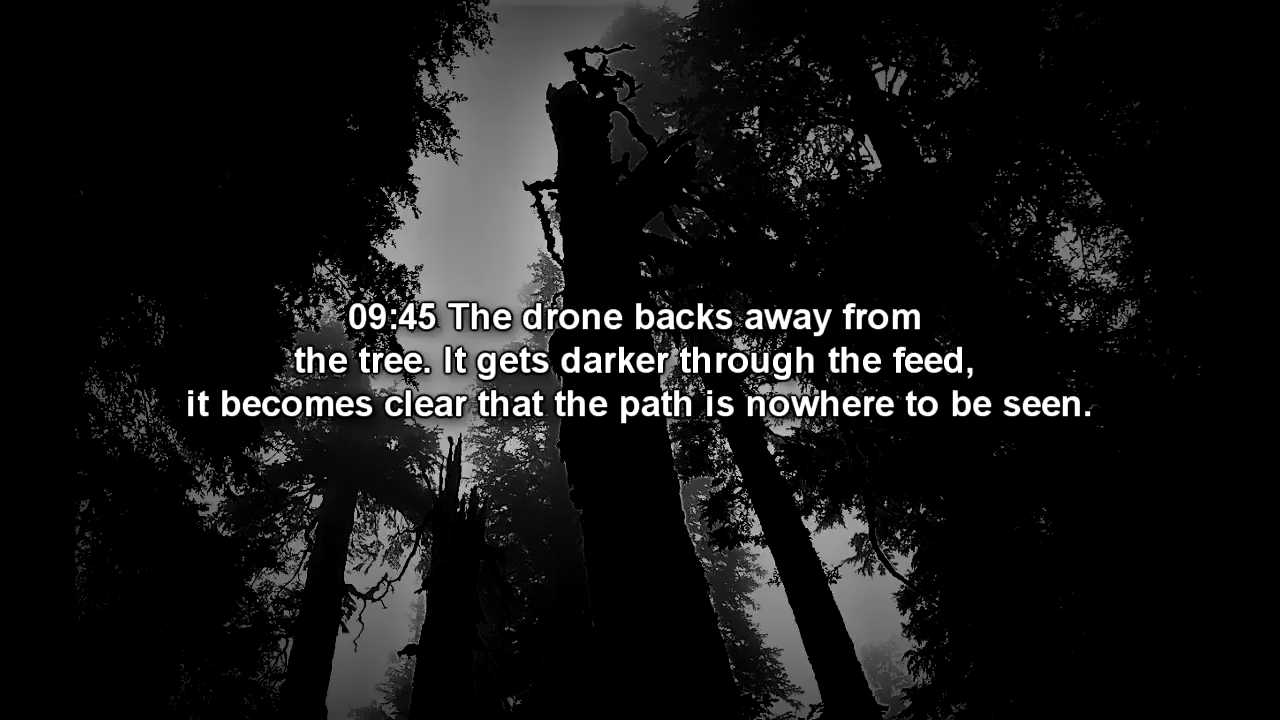 09:45 The drone backs away from
the tree. It gets darker through the feed,
it becomes clear that the path is nowhere to be seen.